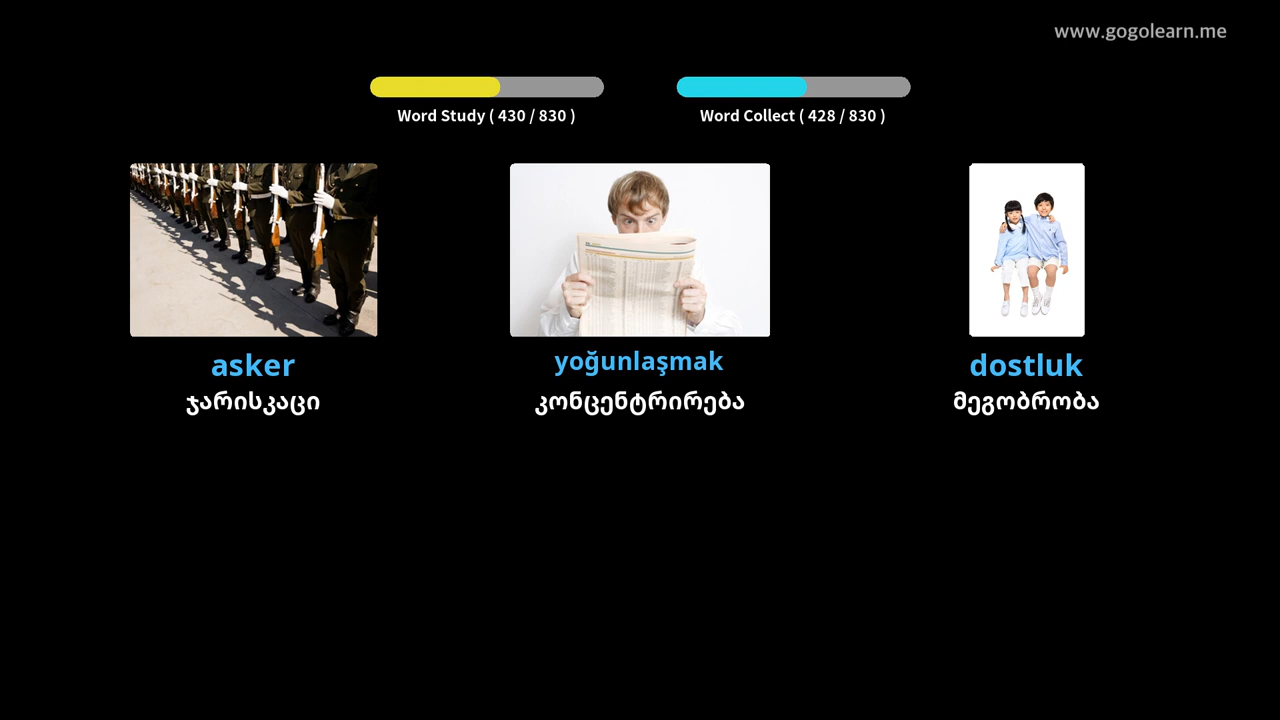 www.gogolearn.me
Word Study ( 430 / 830 )
Word Collect ( 428 / 830 )
asker
ჯარისკაცი
yoğunlaşmak
კონცენტრირება
dostluk
მეგობრობა